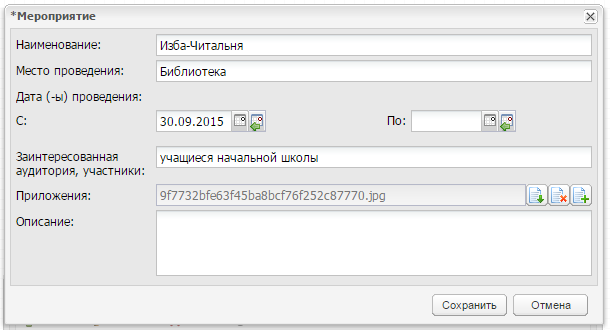 *Мероприятие
Наименование: Изба-Читальня
Место проведения: Библиотека
Дата (-ы) проведения:
С: 30.09.2015 По:
Заинтересованная
аудитория, участники: учащиеся начальной школы
Приложения: 9f7732bfe63f45ba8bcf76f252c87770.jpg
Описание:
Сохранить Отмена